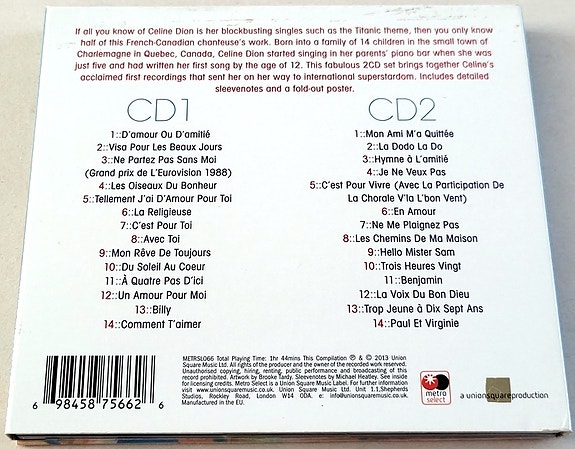 If all you know of Celine Dion is her blockbusting singles such as the Titanic theme, then you only know
half of this French-Canadian chanteuse's work. Born into a family of 14 children in the small town of
Charlemagne in Quebec, Canada, Celine Dion started singing in her parents' piano bar when she was
just five and had written her first song by the age of 12. This fabulous 2CD set brings together Celine's
acclaimed first recordings that sent her on her way to international superstardom. Includes detailed
sleevenotes and a fold-out poster.
CD1
1::D'amour Ou D'amitié
2::Visa Pour Les Beaux Jours
3::Ne Partez Pas Sans Moi
(Grand prix de L'Eurovision 1988)
4::Les Oiseaux Du Bonheur
5::Tellement J'ai D'Amour Pour Toi
6::La Religieuse
7::C'est Pour Toi
8::Avec Toi
9::Mon Rêve De Toujours
10::Du Soleil Au Coeur
11::À Quatre Pas D'ici
12::Un Amour Pour Moi
13::Billy
14::Comment T'aimer
CD2
1::Mon Ami M'a Quittée
2::La Dodo La Do
3::Hymne à L'amitié
4::Je Ne Veux Pas
5::C'est Pour Vivre (Avec La Participation De
La Chorale V'la L'bon Vent)
6::En Amour
7::Ne Me Plaignez Pas
8::Les Chemins De Ma Maison
9::Hello Mister Sam
10::Trois Heures Vingt
11::Benjamin
12::La Voix Du Bon Dieu
13::Trop Jeune à Dix Sept Ans
14::Paul Et Virginie
6 98458 75662 6
METRSL066 Total Playing Time: 1hr 44mins This Compilation ℗ & © 2013 Union
Square Music Ltd. All rights of the producer and the owner of the recorded work reserved.
Unauthorised copying, hiring, renting, public performance and broadcasting of this
record prohibited. Artwork by Brooke Tardy. Sleevenotes by Michael Heatley. See inside
for licensing credits. Metro Select is a Union Square Music Label. For further information
visit www.unionsquaremusic.co.uk. Union Square Music Ltd. Unit 1.1,Shepherds
Studios, Rockley Road, London W14 0DA. e: info@unionsquaremusic.co.uk.
Manufactured in the EU.
metro
select
a unionsquareproduction